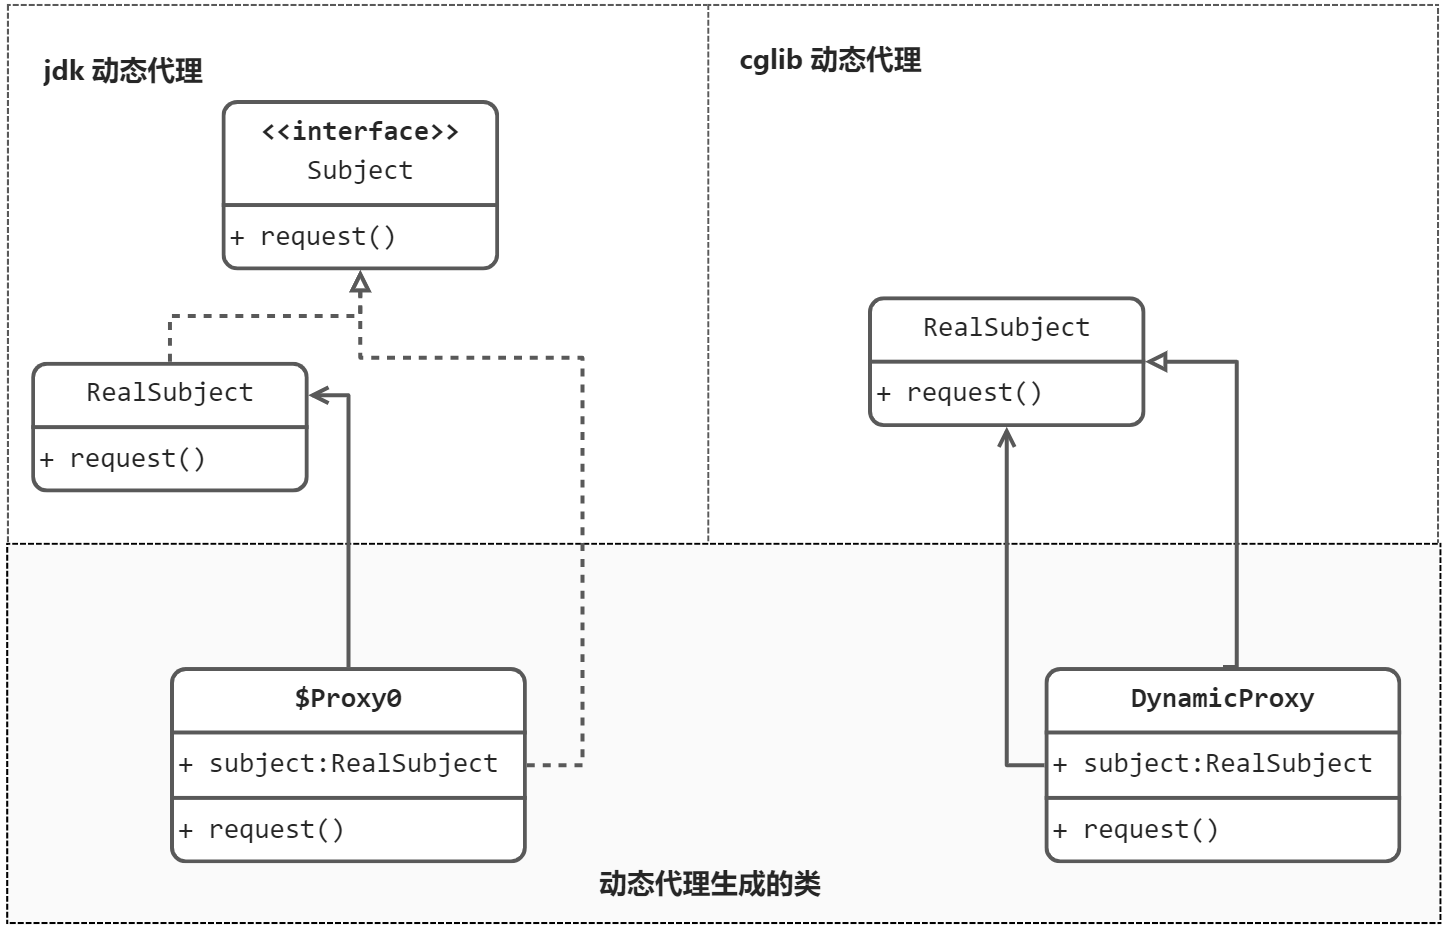 jdk 动态代理
<<interface>>
Subject
+ request()
RealSubject
+ request()
cglib 动态代理
RealSubject
+ request()
$Proxy0
+ subject:RealSubject
+ request()
DynamicProxy
+ subject:RealSubject
+ request()
动态代理生成的类